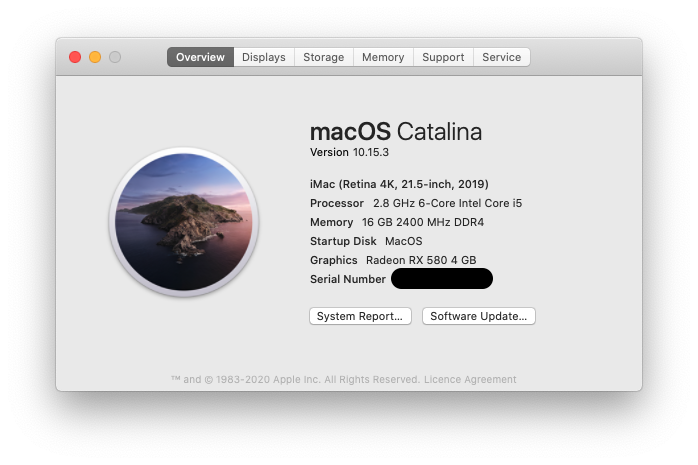 Overview Displays Storage Memory Support Service
macOS Catalina
Version 10.15.3
iMac (Retina 4K, 21.5-inch, 2019)
Processor 2.8 GHz 6-Core Intel Core i5
Memory 16 GB 2400 MHz DDR4
Startup Disk MacOS
Graphics Radeon RX 580 4 GB
Serial Number
System Report... Software Update...
™ and © 1983-2020 Apple Inc. All Rights Reserved. Licence Agreement